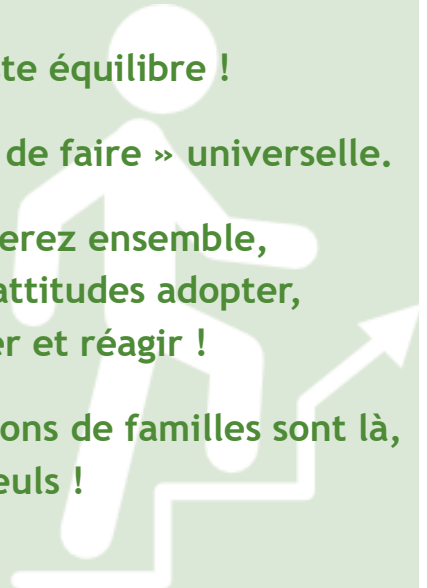 te équilibre !
de faire » universelle.
erez ensemble,
attitudes adopter,
er et réagir !
ons de familles sont là,
euls !